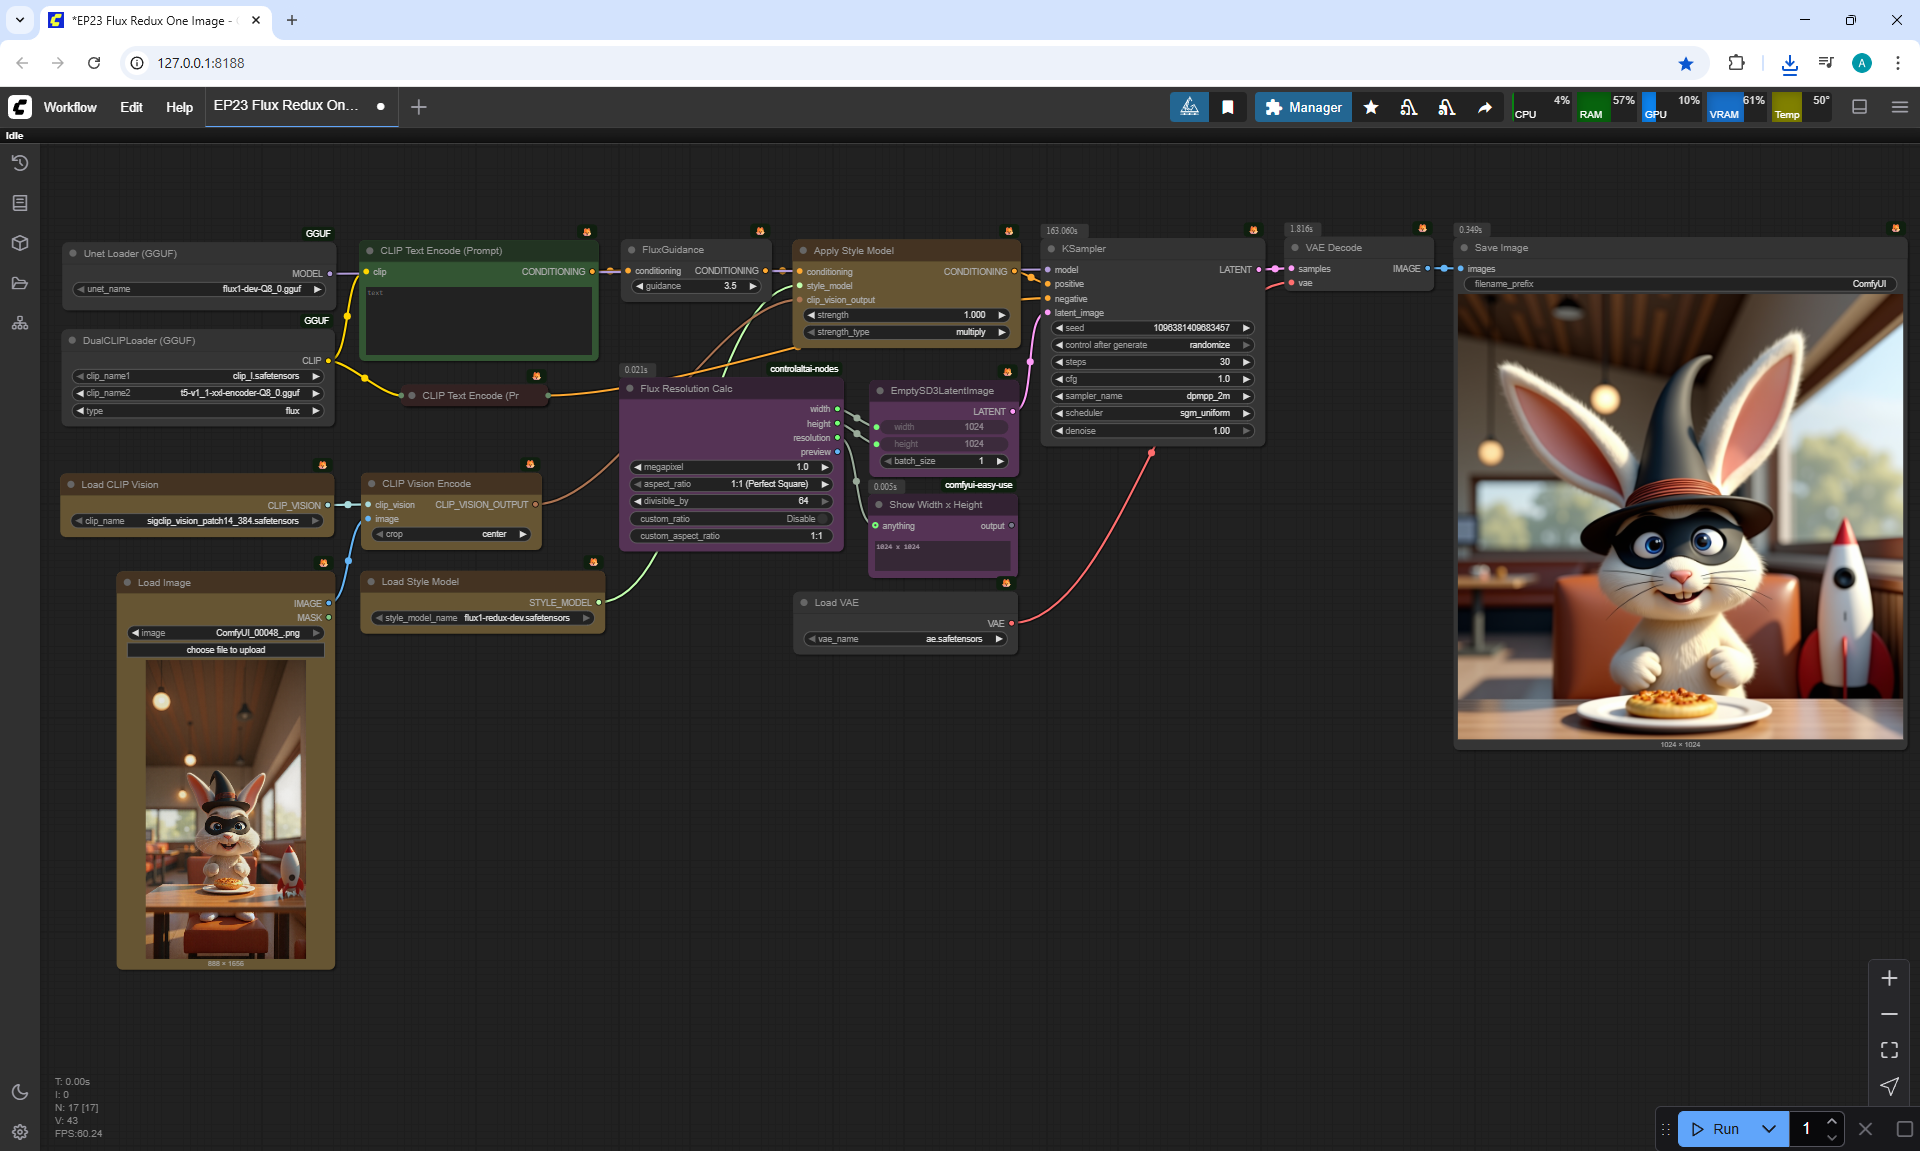 *EP23 Flux Redux One Image -
127.0.0.1:8188
A
Workflow Edit Help EP23 Flux Redux On...
Manager
CPU 4% RAM 57% GPU 10% VRAM 61% Temp 50°
Idle
GGUF
Unet Loader (GGUF)
MODEL
unet_name flux1-dev-Q8_0.gguf
GGUF
DualCLIPLoader (GGUF)
CLIP
clip_name1 clip_l.safetensors
clip_name2 t5-v1_1-xxl-encoder-Q8_0.gguf
type flux
CLIP Text Encode (Prompt)
clip CONDITIONING
text
CLIP Text Encode (Pr
FluxGuidance
conditioning CONDITIONING
guidance 3.5
Apply Style Model
conditioning CONDITIONING
style_model
clip_vision_output
strength 1.000
strength_type multiply
163.060s
KSampler
model LATENT
positive
negative
latent_image
seed 1096381409683457
control after generate randomize
steps 30
cfg 1.0
sampler_name dpmpp_2m
scheduler sgm_uniform
denoise 1.00
1.816s
VAE Decode
samples IMAGE
vae
0.349s
Save Image
images
filename_prefix ComfyUI
1024 × 1024
0.021s controlaltai-nodes
Flux Resolution Calc
width
height
resolution
preview
megapixel 1.0
aspect_ratio 1:1 (Perfect Square)
divisible_by 64
custom_ratio Disable
custom_aspect_ratio 1:1
EmptySD3LatentImage
LATENT
width 1024
height 1024
batch_size 1
0.005s comfyui-easy-use
Show Width x Height
anything output
1024 x 1024
Load VAE
VAE
vae_name ae.safetensors
Load CLIP Vision
CLIP_VISION
clip_name sigclip_vision_patch14_384.safetensors
CLIP Vision Encode
clip_vision CLIP_VISION_OUTPUT
image
crop center
Load Style Model
STYLE_MODEL
style_model_name flux1-redux-dev.safetensors
Load Image
IMAGE
MASK
image ComfyUI_00048_.png
choose file to upload
888 × 1656
T: 0.00s
I: 0
N: 17 [17]
V: 43
FPS:60.24
Run 1